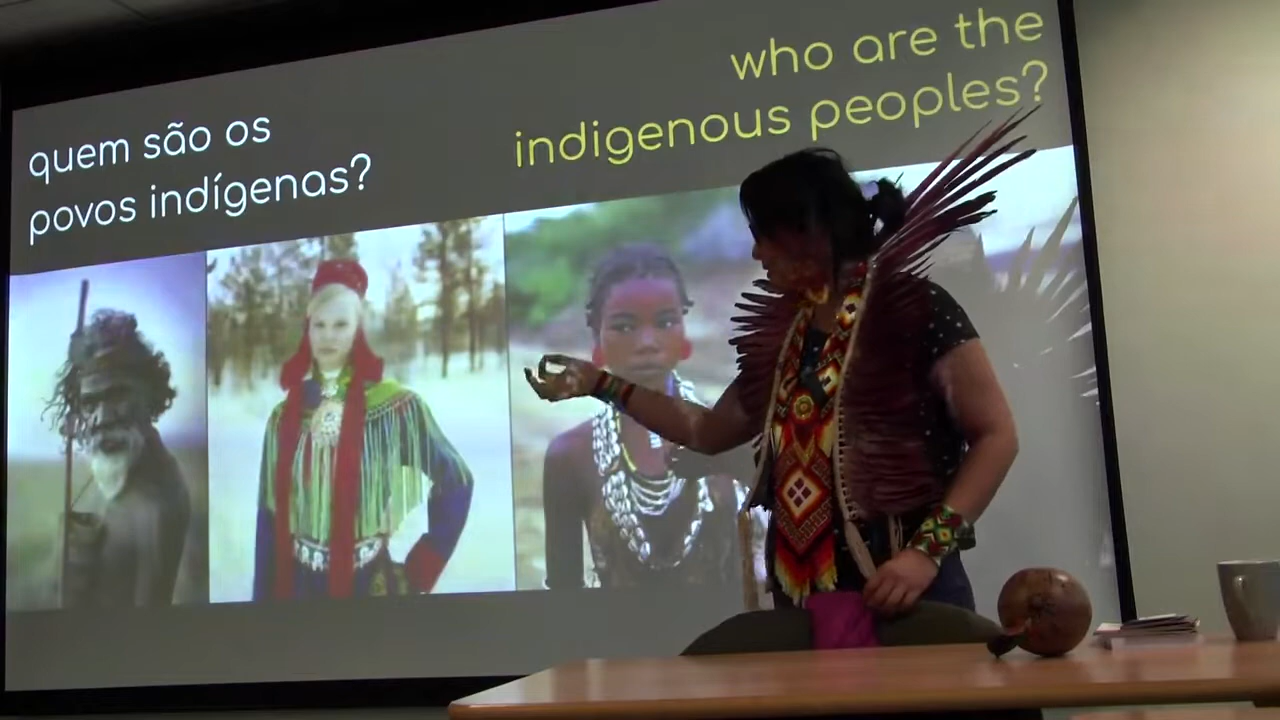 quem são os
povos indígenas?
who are the
indigenous peoples?